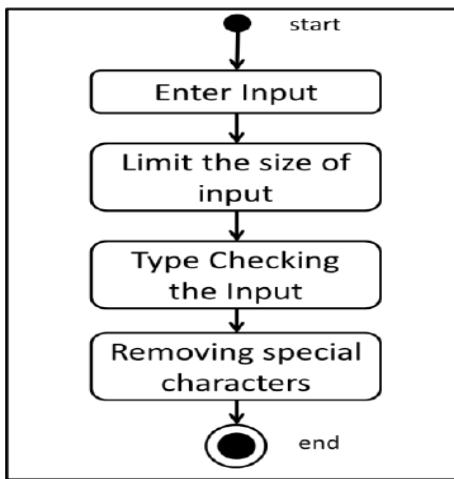 start
Enter Input
Limit the size of
input
Type Checking
the Input
Removing special
characters
end